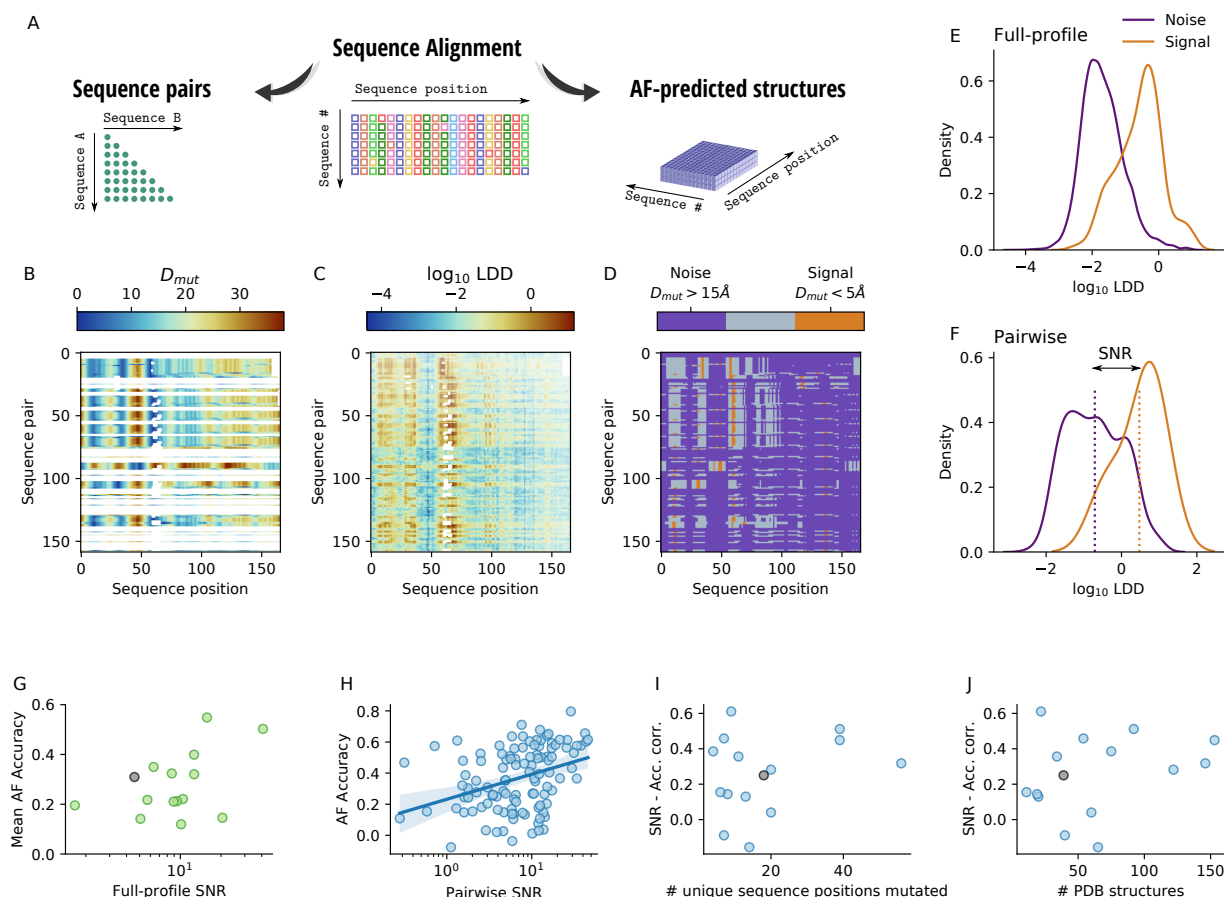 A
Sequence Alignment
Sequence pairs
AF-predicted structures
Sequence B
Sequence A
Sequence position
Sequence #
Sequence #
Sequence position
E
Full-profile
Noise
Signal
0.6
0.4
0.2
0.0
Density
−4 −2 0
log10 LDD
B
Dmut
0 10 20 30
0
50
100
150
Sequence pair
0 50 100 150
Sequence position
C
log10 LDD
−4 −2 0
0
50
100
150
Sequence pair
0 50 100 150
Sequence position
D
Noise Signal
Dmut > 15Å Dmut < 5Å
0
50
100
150
Sequence pair
0 50 100 150
Sequence position
F
Pairwise
SNR
0.6
0.4
0.2
0.0
Density
−2 0 2
log10 LDD
G
0.6
0.4
0.2
0.0
Mean AF Accuracy
10^1
Full-profile SNR
H
0.8
0.6
0.4
0.2
0.0
AF Accuracy
10^0 10^1
Pairwise SNR
I
0.6
0.4
0.2
0.0
SNR - Acc. corr.
20 40
# unique sequence positions mutated
J
0.6
0.4
0.2
0.0
SNR - Acc. corr.
50 100 150
# PDB structures